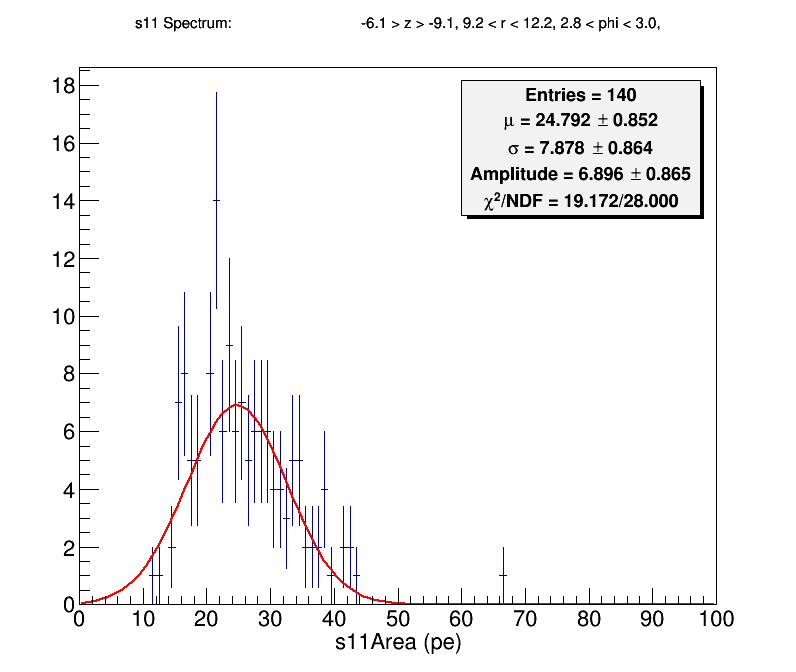 s11 Spectrum: -6.1 > z > -9.1, 9.2 < r < 12.2, 2.8 < phi < 3.0,
Entries = 140
μ = 24.792 ± 0.852
σ = 7.878 ± 0.864
Amplitude = 6.896 ± 0.865
χ²/NDF = 19.172/28.000
18
16
14
12
10
8
6
4
2
0
0 10 20 30 40 50 60 70 80 90 100
s11Area (pe)